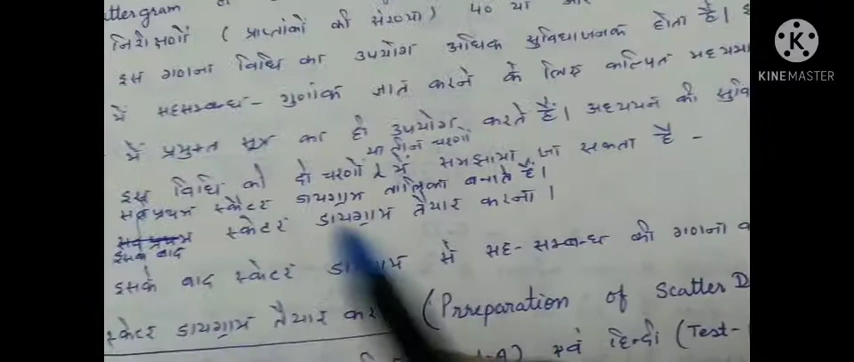 ttergram
निरीक्षणों ( प्राप्तांकों की संख्या ) 40 या
इस गणना विधि का उपयोग अधिक सुविधाजनक होता है।
में सहसम्बन्ध - गुणांक ज्ञात करने के लिए कल्पित मध्यमा
में प्रयुक्त सूत्र का ही उपयोग करते हैं। अध्ययन की सुवि
या तीन चरणों
इस विधि को दो चरणों में समझाया जा सकता है -
सर्वप्रथम स्कैटर डायग्राम तालिका बनाते हैं।
इसके बाद स्कैटर डायग्राम तैयार करना।
इसके बाद स्कैटर से सह-सम्बन्ध की गणना
स्कैटर डायग्राम तैयार (Prreparation of Scatter D
एवं हिन्दी (Test-
KINEMASTER